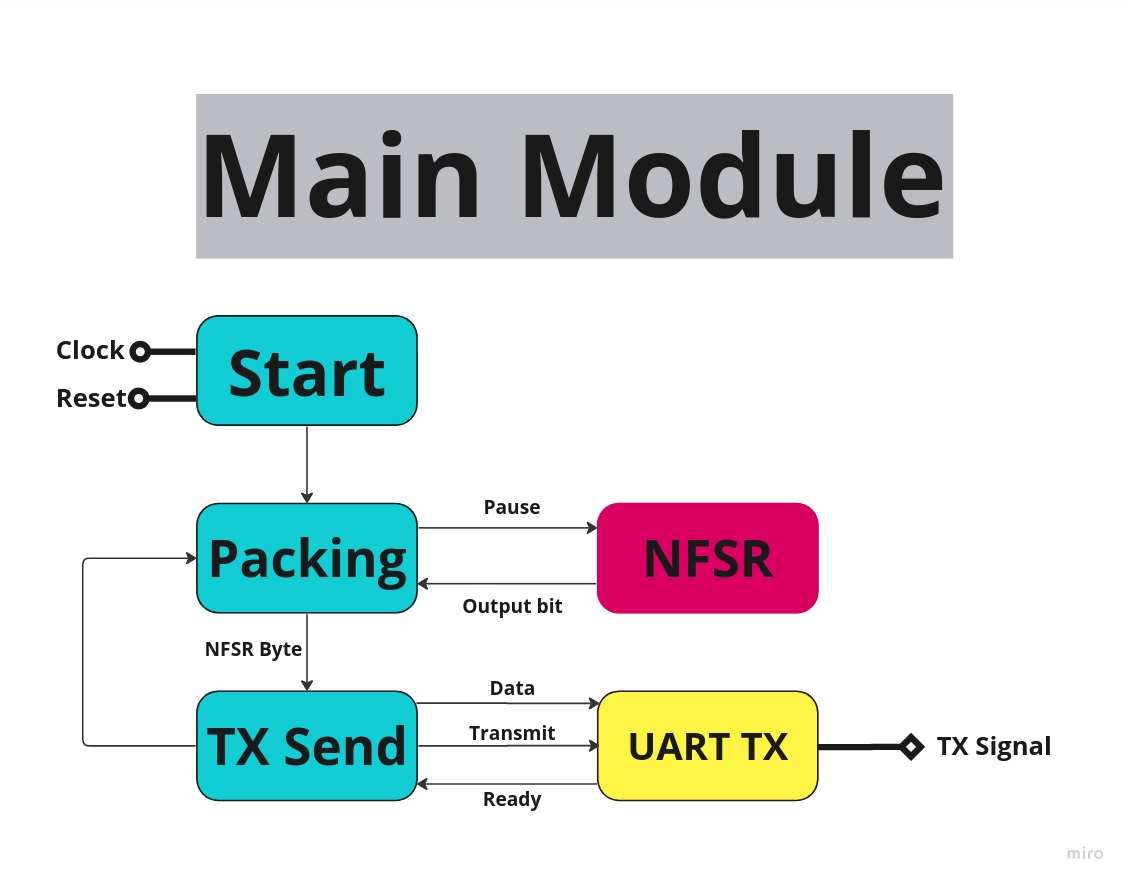 Main Module
Clock
Start
Reset
Pause
Packing
NFSR
Output bit
NFSR Byte
Data
Transmit
TX Send
UART TX
TX Signal
Ready
miro